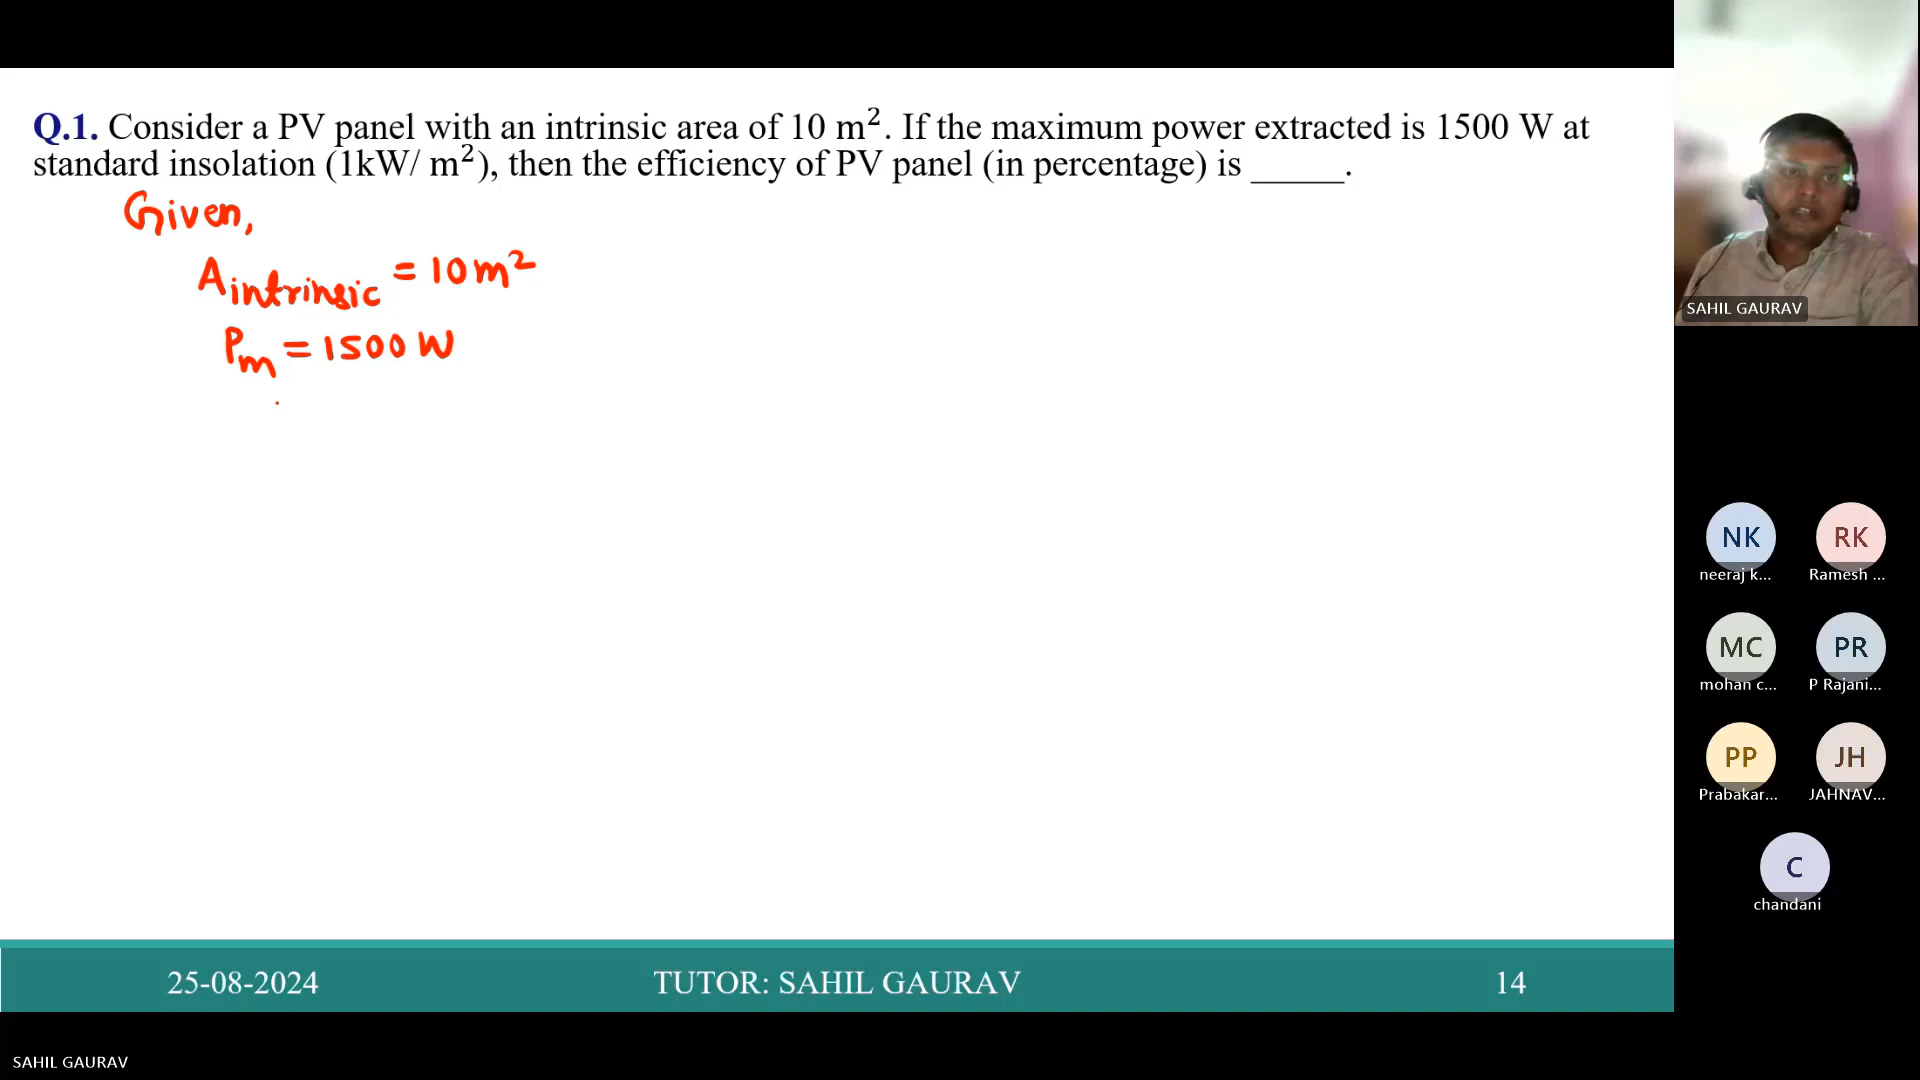 Q.1. Consider a PV panel with an intrinsic area of 10 m². If the maximum power extracted is 1500 W at
standard insolation (1kW/ m²), then the efficiency of PV panel (in percentage) is _____.
Given,
A intrinsic = 10 m²
Pm = 1500 W
25-08-2024 TUTOR: SAHIL GAURAV 14
SAHIL GAURAV
NK RK
neeraj k... Ramesh ...
MC PR
mohan c... P Rajani...
PP JH
Prabakar... JAHNAV...
C
chandani
SAHIL GAURAV